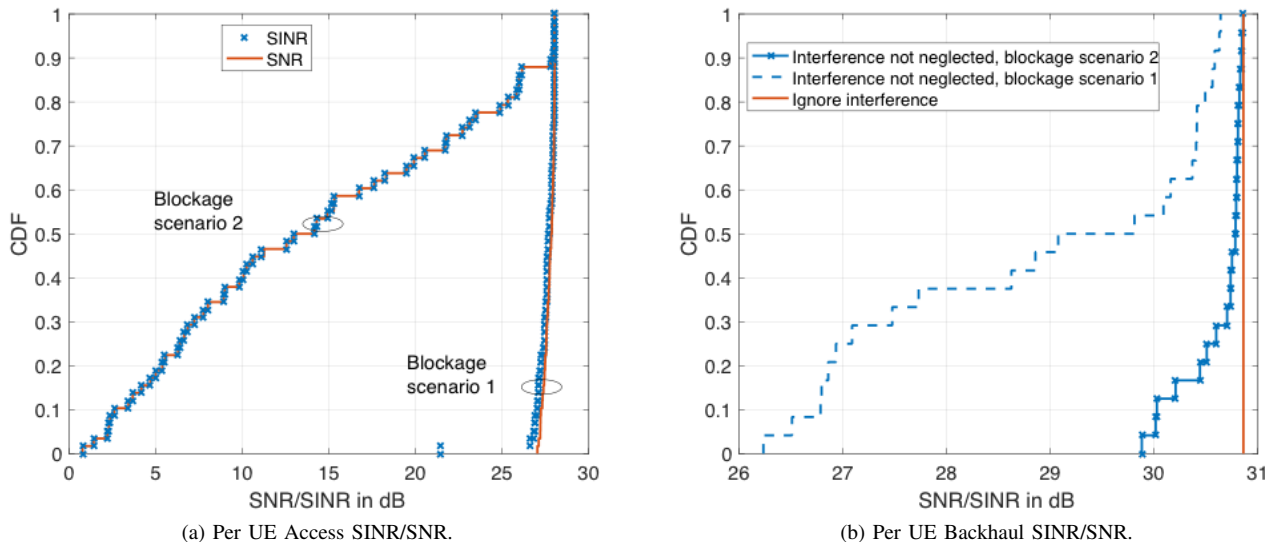 1
0.9
0.8
0.7
0.6
0.5
0.4
0.3
0.2
0.1
0
CDF
SINR
SNR
Blockage
scenario 2
Blockage
scenario 1
0 5 10 15 20 25 30
SNR/SINR in dB
(a) Per UE Access SINR/SNR.
1
0.9
0.8
0.7
0.6
0.5
0.4
0.3
0.2
0.1
0
CDF
Interference not neglected, blockage scenario 2
Interference not neglected, blockage scenario 1
Ignore interference
26 27 28 29 30 31
SNR/SINR in dB
(b) Per UE Backhaul SINR/SNR.